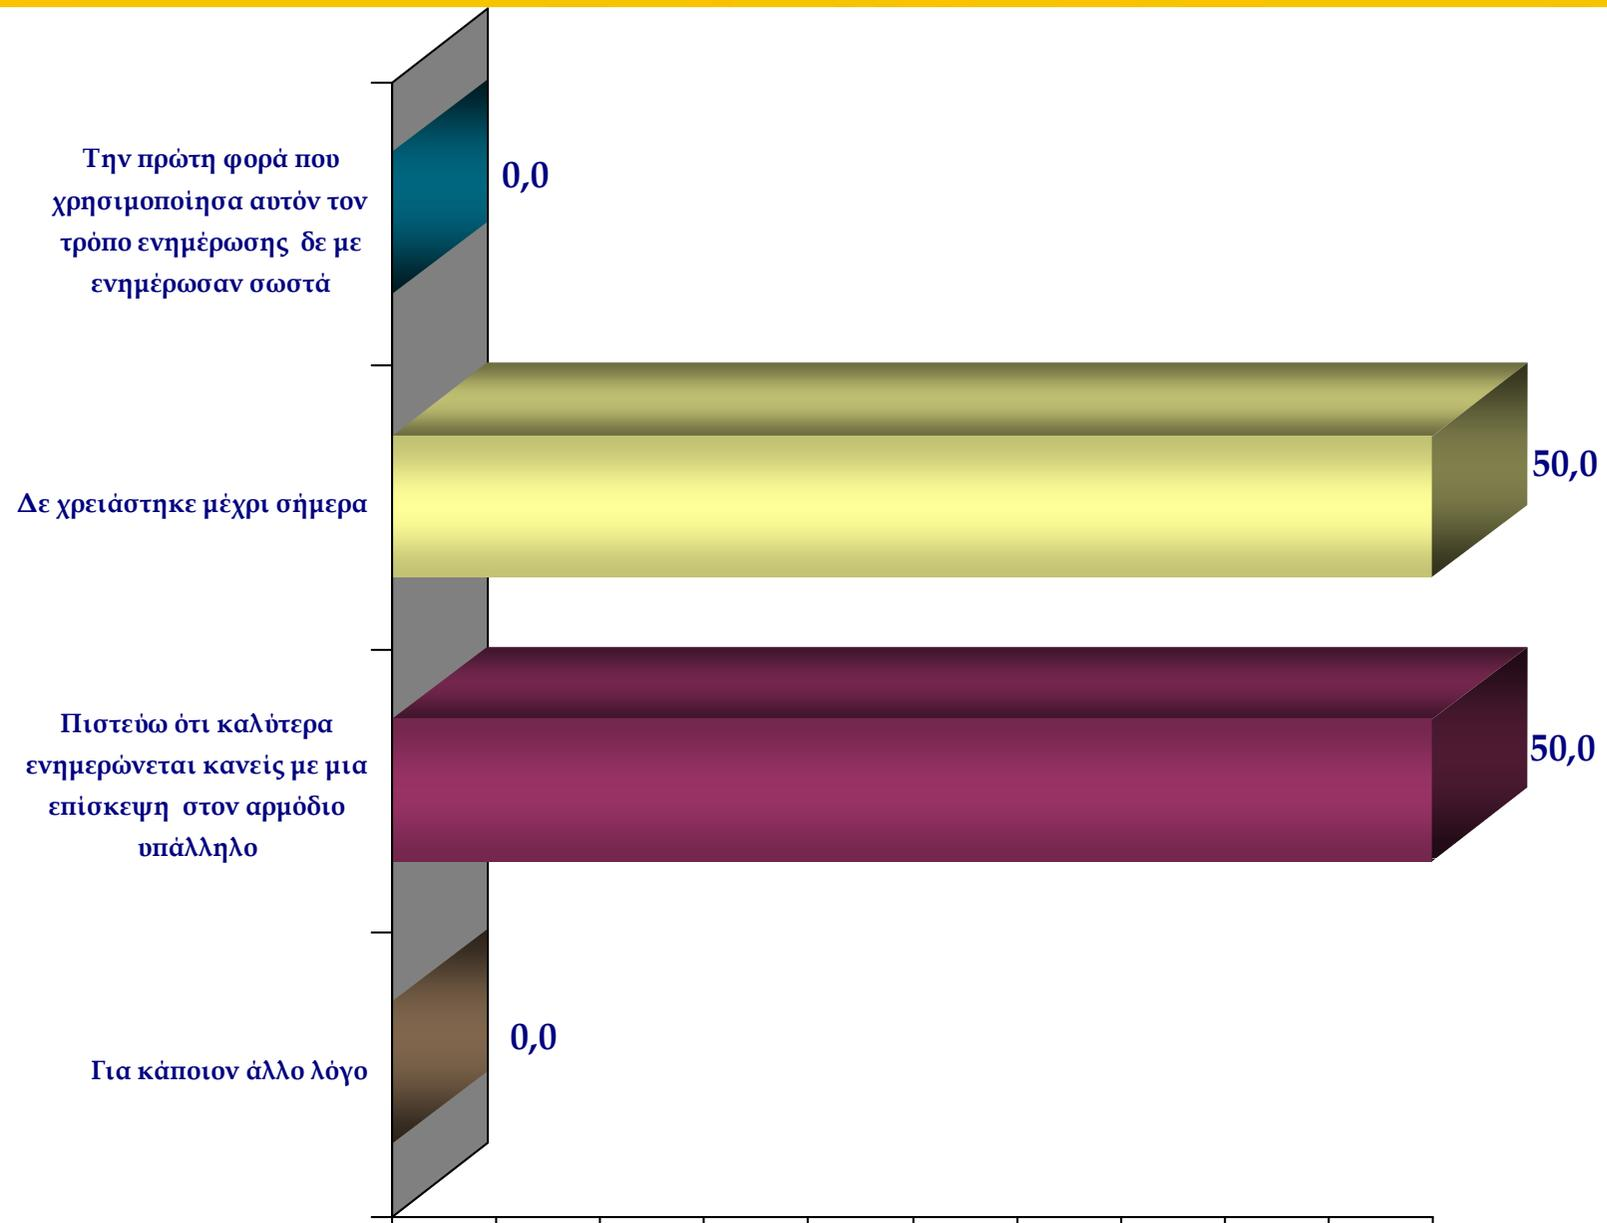 Την πρώτη φορά που
χρησιμοποίησα αυτόν τον
τρόπο ενημέρωσης  δε με
ενημέρωσαν σωστά
0,0
Δε χρειάστηκε μέχρι σήμερα
50,0
Πιστεύω ότι καλύτερα
ενημερώνεται κανείς με μια
επίσκεψη  στον αρμόδιο
υπάλληλο
50,0
Για κάποιον άλλο λόγο
0,0